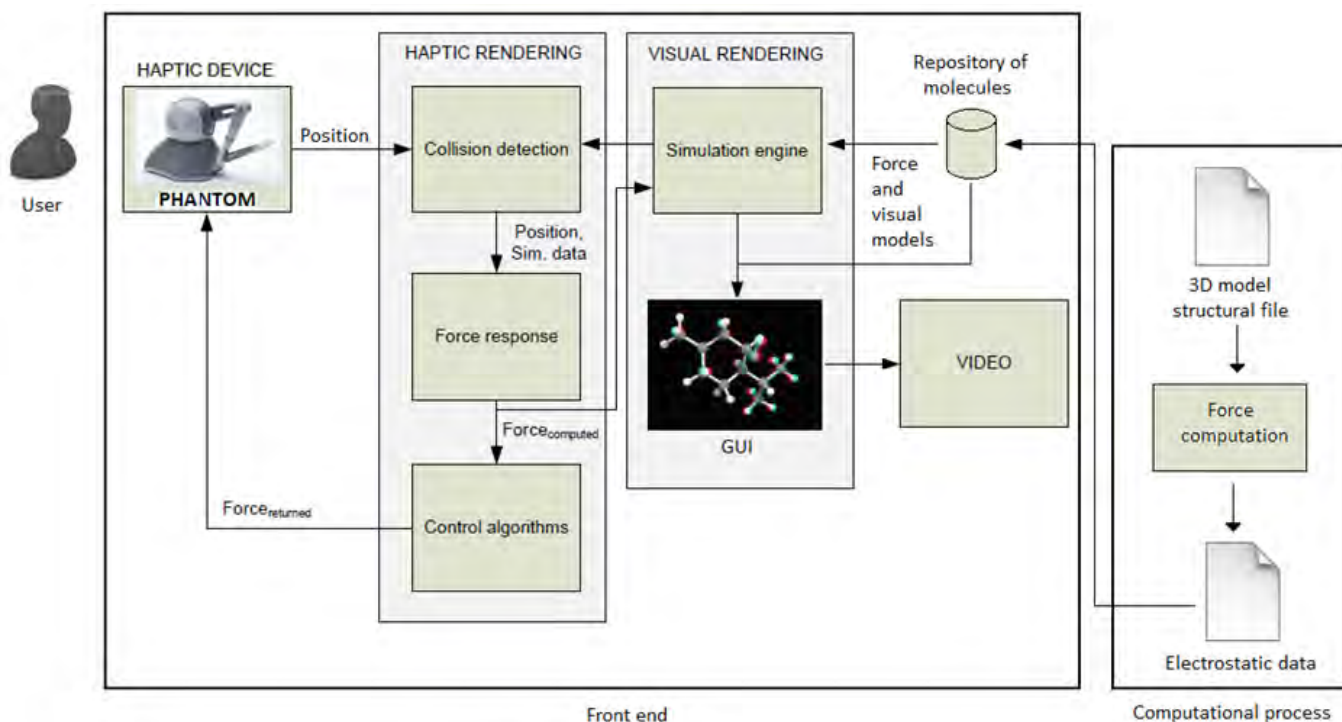 User
HAPTIC DEVICE
PHANTOM
Position
HAPTIC RENDERING
Collision detection
Position,
Sim. data
Force response
Forcecomputed
Control algorithms
Forcereturned
VISUAL RENDERING
Simulation engine
GUI
Repository of
molecules
Force
and
visual
models
VIDEO
Front end
3D model
structural file
Force
computation
Electrostatic data
Computational process